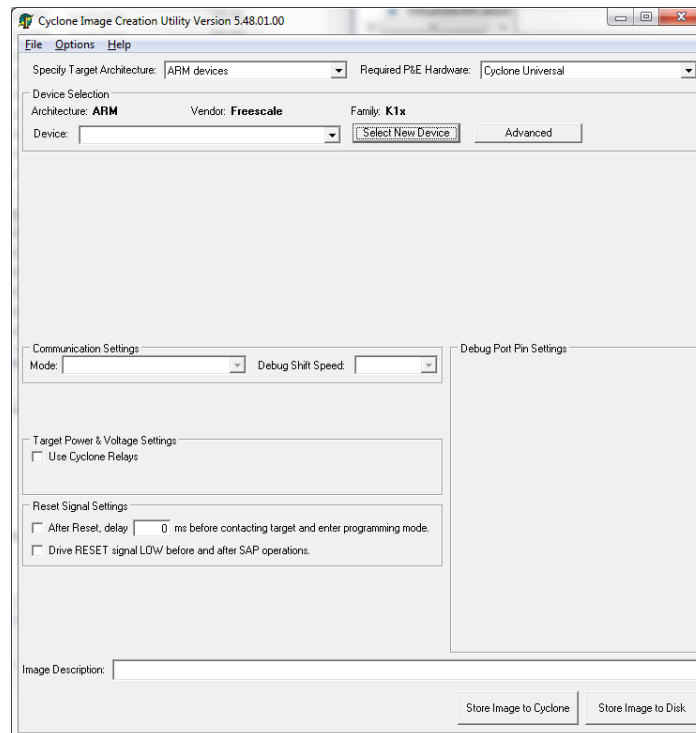 Cyclone Image Creation Utility Version 5.48.01.00
File Options Help
Specify Target Architecture: ARM devices Required P&E Hardware: Cyclone Universal
Device Selection
Architecture: ARM Vendor: Freescale Family: K1x
Device: Select New Device Advanced
Communication Settings Debug Port Pin Settings
Mode: Debug Shift Speed:
Target Power & Voltage Settings
Use Cyclone Relays
Reset Signal Settings
After Reset, delay 0 ms before contacting target and enter programming mode.
Drive RESET signal LOW before and after SAP operations.
Image Description:
Store Image to Cyclone Store Image to Disk